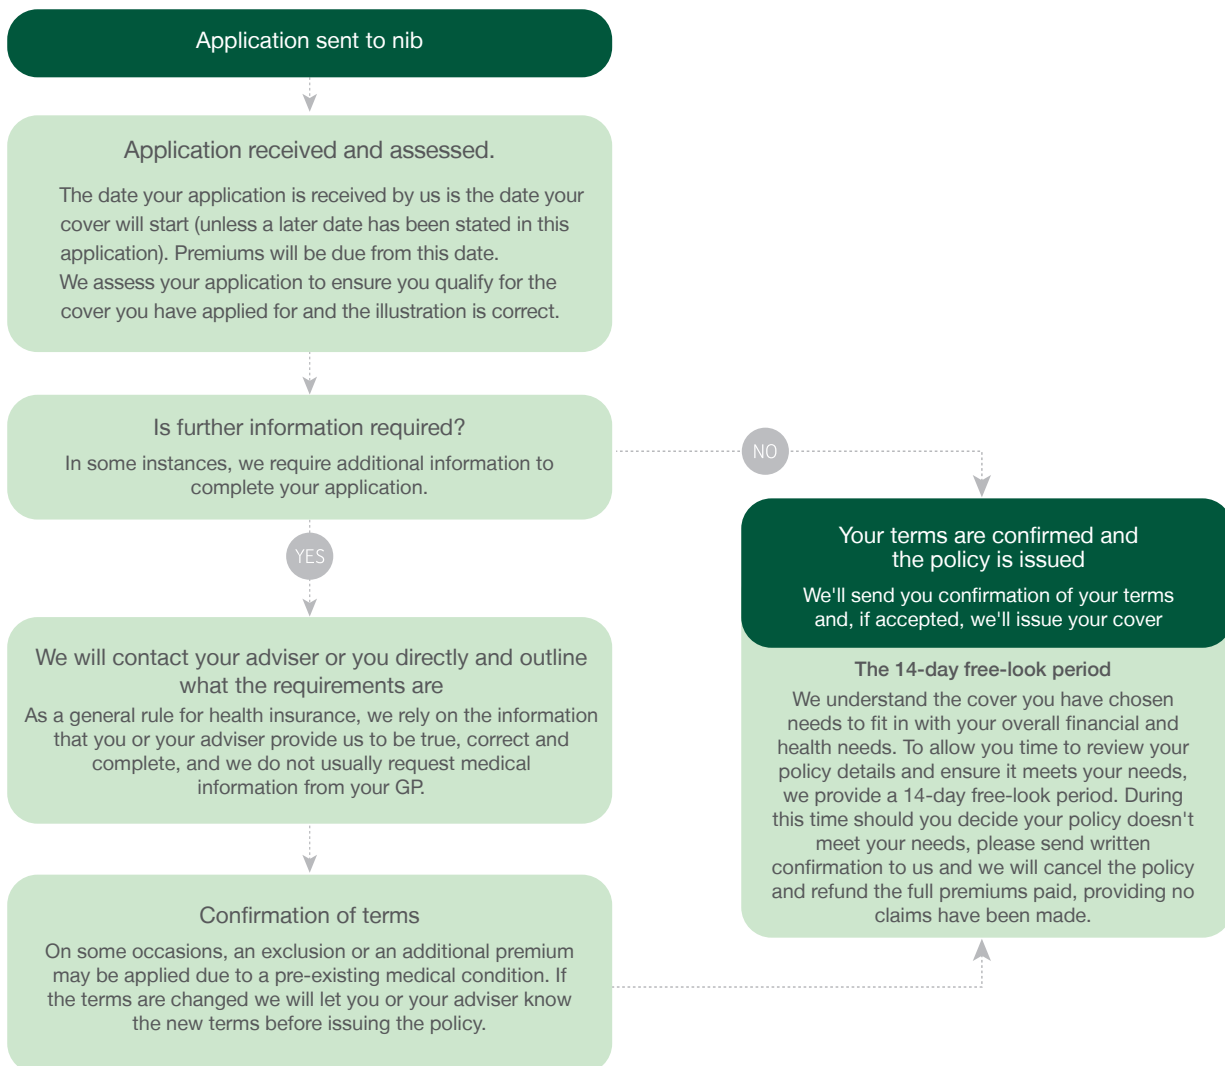 Application sent to nib
Application received and assessed.
The date your application is received by us is the date your
cover will start (unless a later date has been stated in this
application). Premiums will be due from this date.
We assess your application to ensure you qualify for the
cover you have applied for and the illustration is correct.
Is further information required?
In some instances, we require additional information to
complete your application.
NO
YES
We will contact your adviser or you directly and outline
what the requirements are
As a general rule for health insurance, we rely on the information
that you or your adviser provide us to be true, correct and
complete, and we do not usually request medical
information from your GP.
Confirmation of terms
On some occasions, an exclusion or an additional premium
may be applied due to a pre-existing medical condition. If
the terms are changed we will let you or your adviser know
the new terms before issuing the policy.
Your terms are confirmed and
the policy is issued
We'll send you confirmation of your terms
and, if accepted, we'll issue your cover
The 14-day free-look period
We understand the cover you have chosen
needs to fit in with your overall financial and
health needs. To allow you time to review your
policy details and ensure it meets your needs,
we provide a 14-day free-look period. During
this time should you decide your policy doesn't
meet your needs, please send written
confirmation to us and we will cancel the policy
and refund the full premiums paid, providing no
claims have been made.